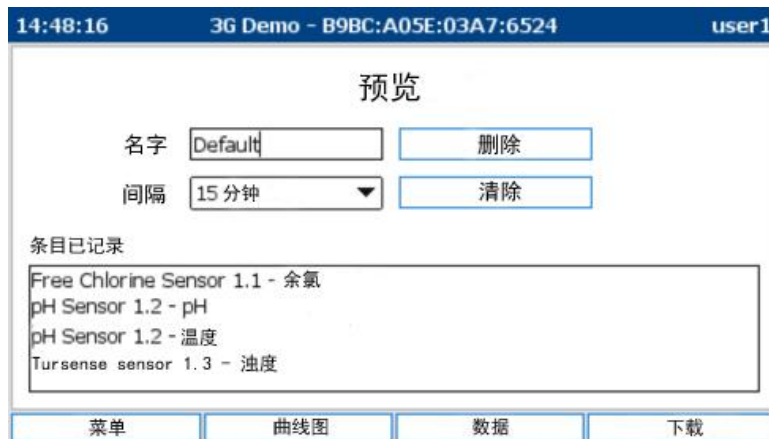 14:48:16 3G Demo - B9BC:A05E:03A7:6524 user1
预览
名字 Default 删除
间隔 15 分钟 清除
条目已记录
Free Chlorine Sensor 1.1 - 余氯
pH Sensor 1.2 - pH
pH Sensor 1.2 - 温度
Tursense sensor 1.3 - 浊度
菜单 曲线图 数据 下载